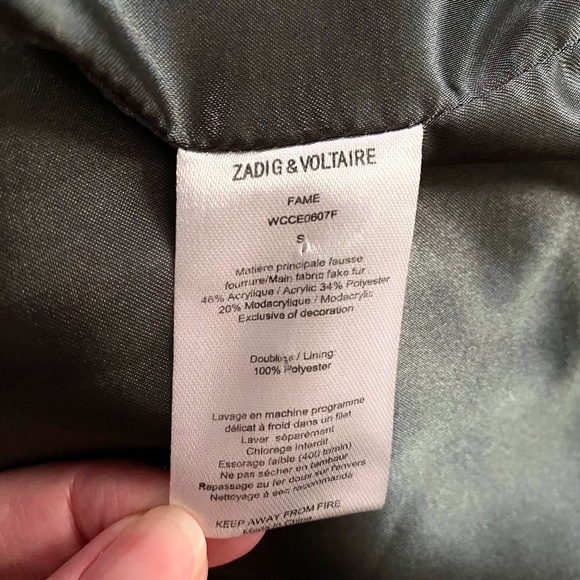 ZADIG & VOLTAIRE
FAME
WCCE0607F
S
Matière principale fausse
fourrure/Main fabric fake fur
46% Acrylique / Acrylic 34% Polyester
20% Modacrylique / Modacrylic
Exclusive of decoration
Doublure / Lining:
100% Polyester
Lavage en machine programme
délicat à froid dans un filet
Laver séparément
Chlorage interdit
Essorage faible (400 tr/min)
Ne pas sécher en tambour
Repassage au fer doux sur l'envers
Nettoyage à sec recommandé
KEEP AWAY FROM FIRE
Made in China